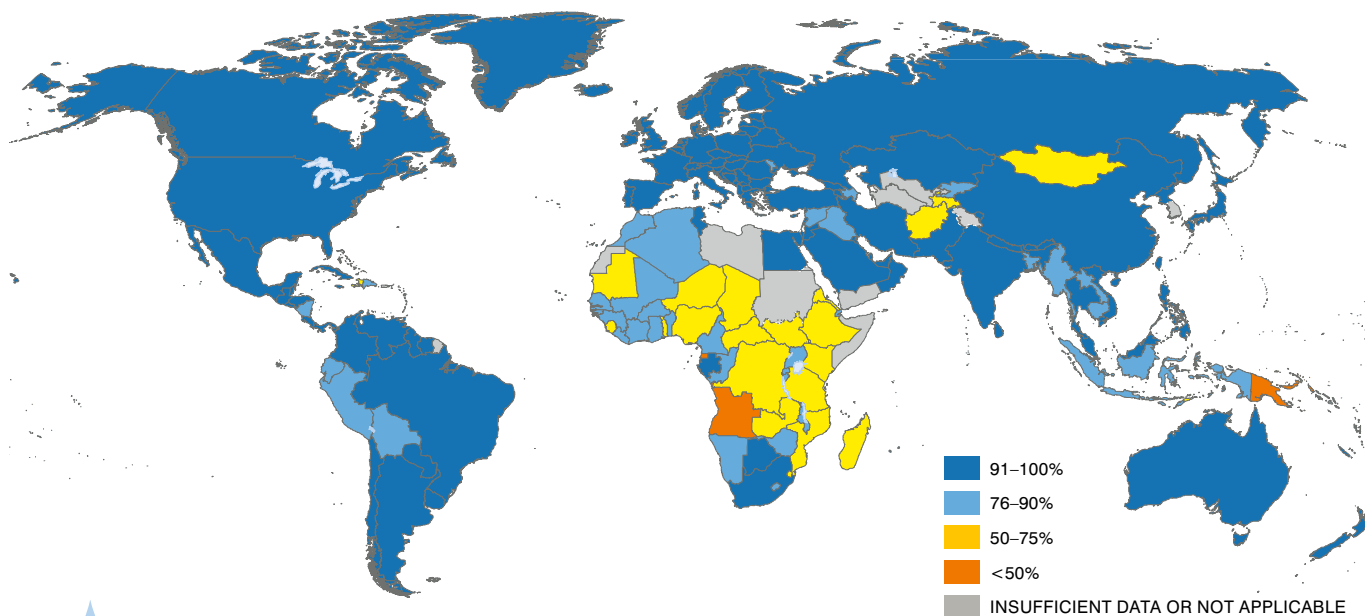 91–100%
76–90%
50–75%
<50%
INSUFFICIENT DATA OR NOT APPLICABLE